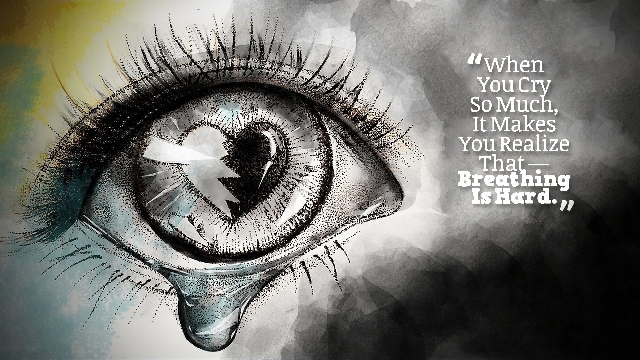 “When
You Cry
So Much,
It Makes
You Realize
That—
Breathing
Is Hard.”